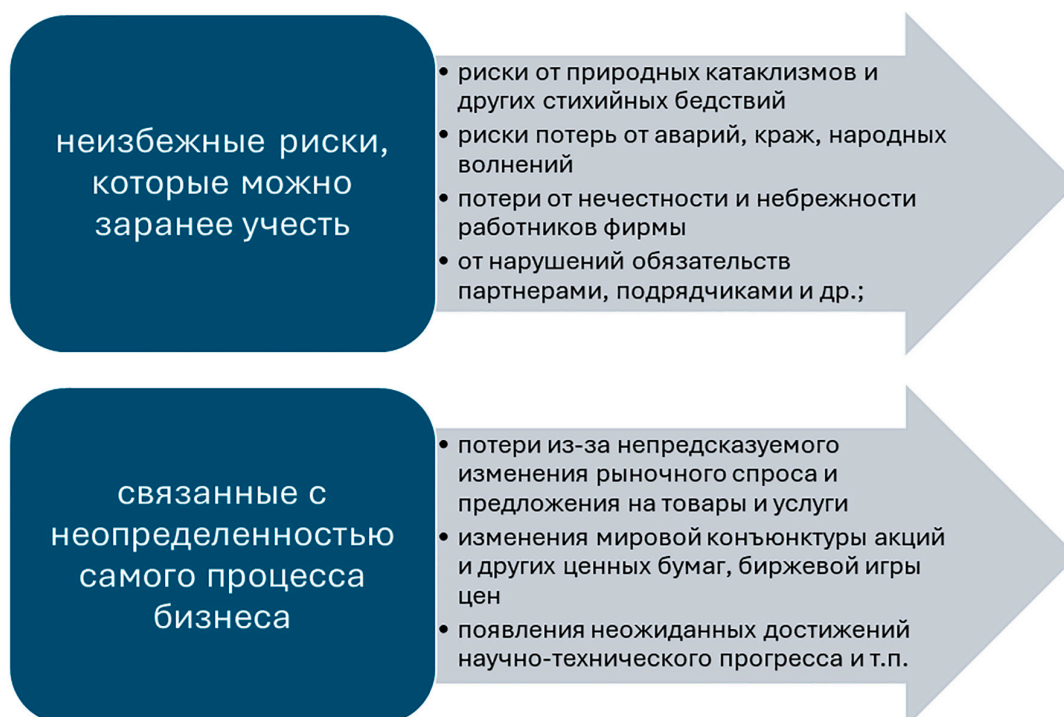 неизбежные риски,
которые можно
заранее учесть
• риски от природных катаклизмов и
других стихийных бедствий
• риски потерь от аварий, краж, народных
волнений
• потери от нечестности и небрежности
работников фирмы
• от нарушений обязательств
партнерами, подрядчиками и др.;
связанные с
неопределенностью
самого процесса
бизнеса
• потери из-за непредсказуемого
изменения рыночного спроса и
предложения на товары и услуги
• изменения мировой конъюнктуры акций
и других ценных бумаг, биржевой игры
цен
• появления неожиданных достижений
научно-технического прогресса и т.п.